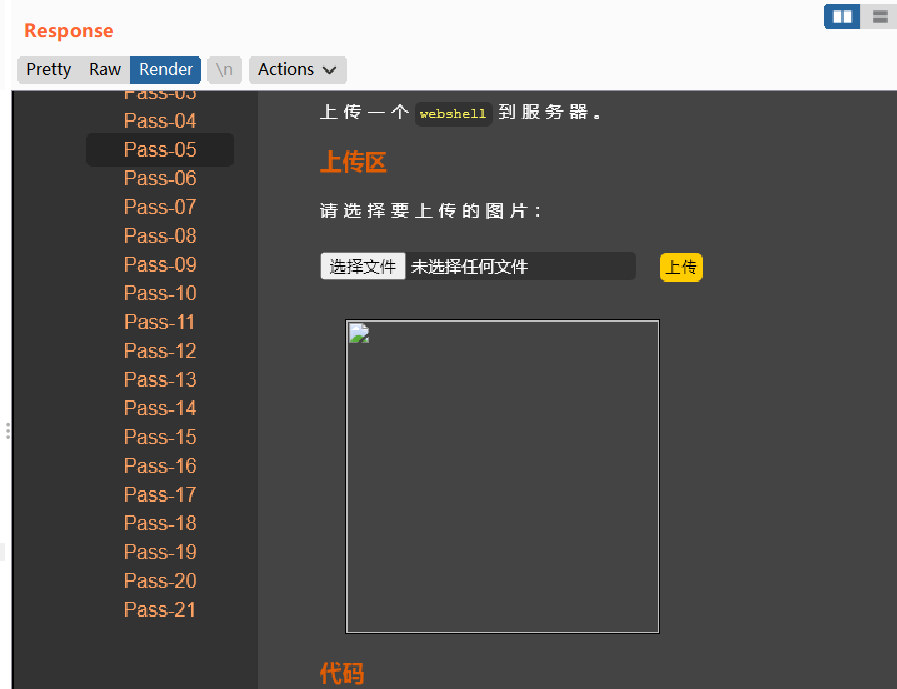 Response
Pretty Raw Render \n Actions
Pass-03
Pass-04
Pass-05
Pass-06
Pass-07
Pass-08
Pass-09
Pass-10
Pass-11
Pass-12
Pass-13
Pass-14
Pass-15
Pass-16
Pass-17
Pass-18
Pass-19
Pass-20
Pass-21
上传一个 webshell 到服务器。
上传区
请选择要上传的图片：
选择文件 未选择任何文件 上传
代码